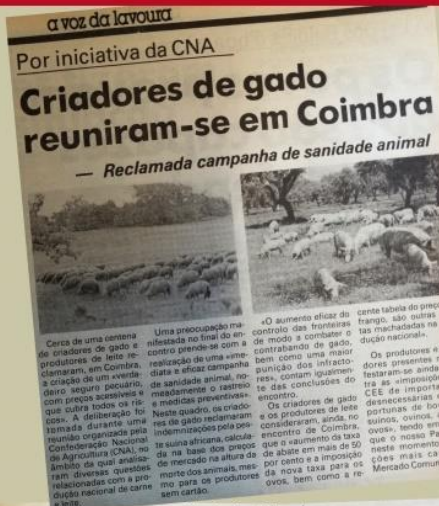 a voz da lavoura
Por iniciativa da CNA
Criadores de gado
reuniram-se em Coimbra
— Reclamada campanha de sanidade animal
Cerca de uma centena
de criadores de gado e
produtores de leite re-
clamaram, em Coimbra,
a criação de um «verda-
deiro seguro pecuário,
com preços acessíveis e
que cubra todos os ris-
cos». A deliberação foi
tomada durante uma
reunião organizada pela
Confederação Nacional
de Agricultura (CNA), no
âmbito da qual analisa-
ram diversas questões
relacionadas com a pro-
dução nacional de carne
e leite.
Uma preocupação ma-
nifestada no final do en-
contro prende-se com a
realização de uma «ime-
diata e eficaz campanha
de sanidade animal, no-
meadamente o rastreio
e medidas preventivas».
Neste quadro, os criado-
res de gado reclamaram
indemnizações pela pes-
te suína africana, calcula-
da na base dos preços
de mercado na altura da
morte dos animais, mes-
mo para os produtores
sem cartão.
«O aumento eficaz do
controlo das fronteiras
de modo a combater o
contrabando de gado,
bem como uma maior
punição dos infracto-
res», contam igualmen-
te das conclusões do
encontro.
Os criadores de gado
e os produtores de leite
consideraram, ainda, no
encontro de Coimbra,
que o «aumento da taxa
de abate em mais de 50
por cento e a imposição
da nova taxa para os
ovos, bem como a re-
cente tabela do preço
frango, são outras
tas machadadas na
dução nacional».
Os produtores e
dores presentes
testaram-se ainda
tra as «imposiçõ
CEE de importa
desnecessárias
portunas de
suínos, ovinos,
ovos», tendo em
que o nosso P
neste momento
ções mais ca
Mercado Comu